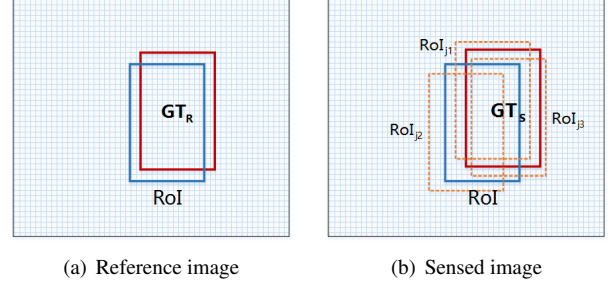 GT_R
RoI
RoI_j1
RoI_j2
GT_S
RoI_j3
RoI
(a) Reference image
(b) Sensed image